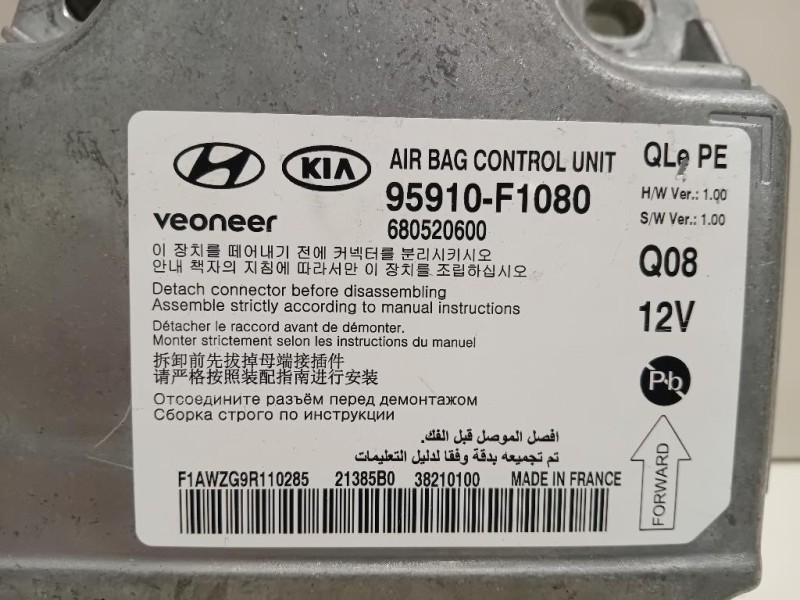 KIA
AIR BAG CONTROL UNIT
QLe PE
95910-F1080
H/W Ver.: 1.00
veoneer
680520600
S/W Ver.: 1.00
이 장치를 떼어내기 전에 커넥터를 분리시키시오
안내 책자의 지침에 따라서만 이 장치를 조립하십시오
Q08
Detach connector before disassembling
Assemble strictly according to manual instructions
12V
Détacher le raccord avant de démonter.
Monter strictement selon les instructions du manuel
拆卸前先拔掉母端接插件
请严格按照装配指南进行安装
Pb
Отсоедините разъём перед демонтажом
Сборка строго по инструкции
افصل الموصل قبل الفك.
تم تجميعه بدقة وفقا لدليل التعليمات
FORWARD
F1AWZG9R110285 21385B0 38210100 MADE IN FRANCE